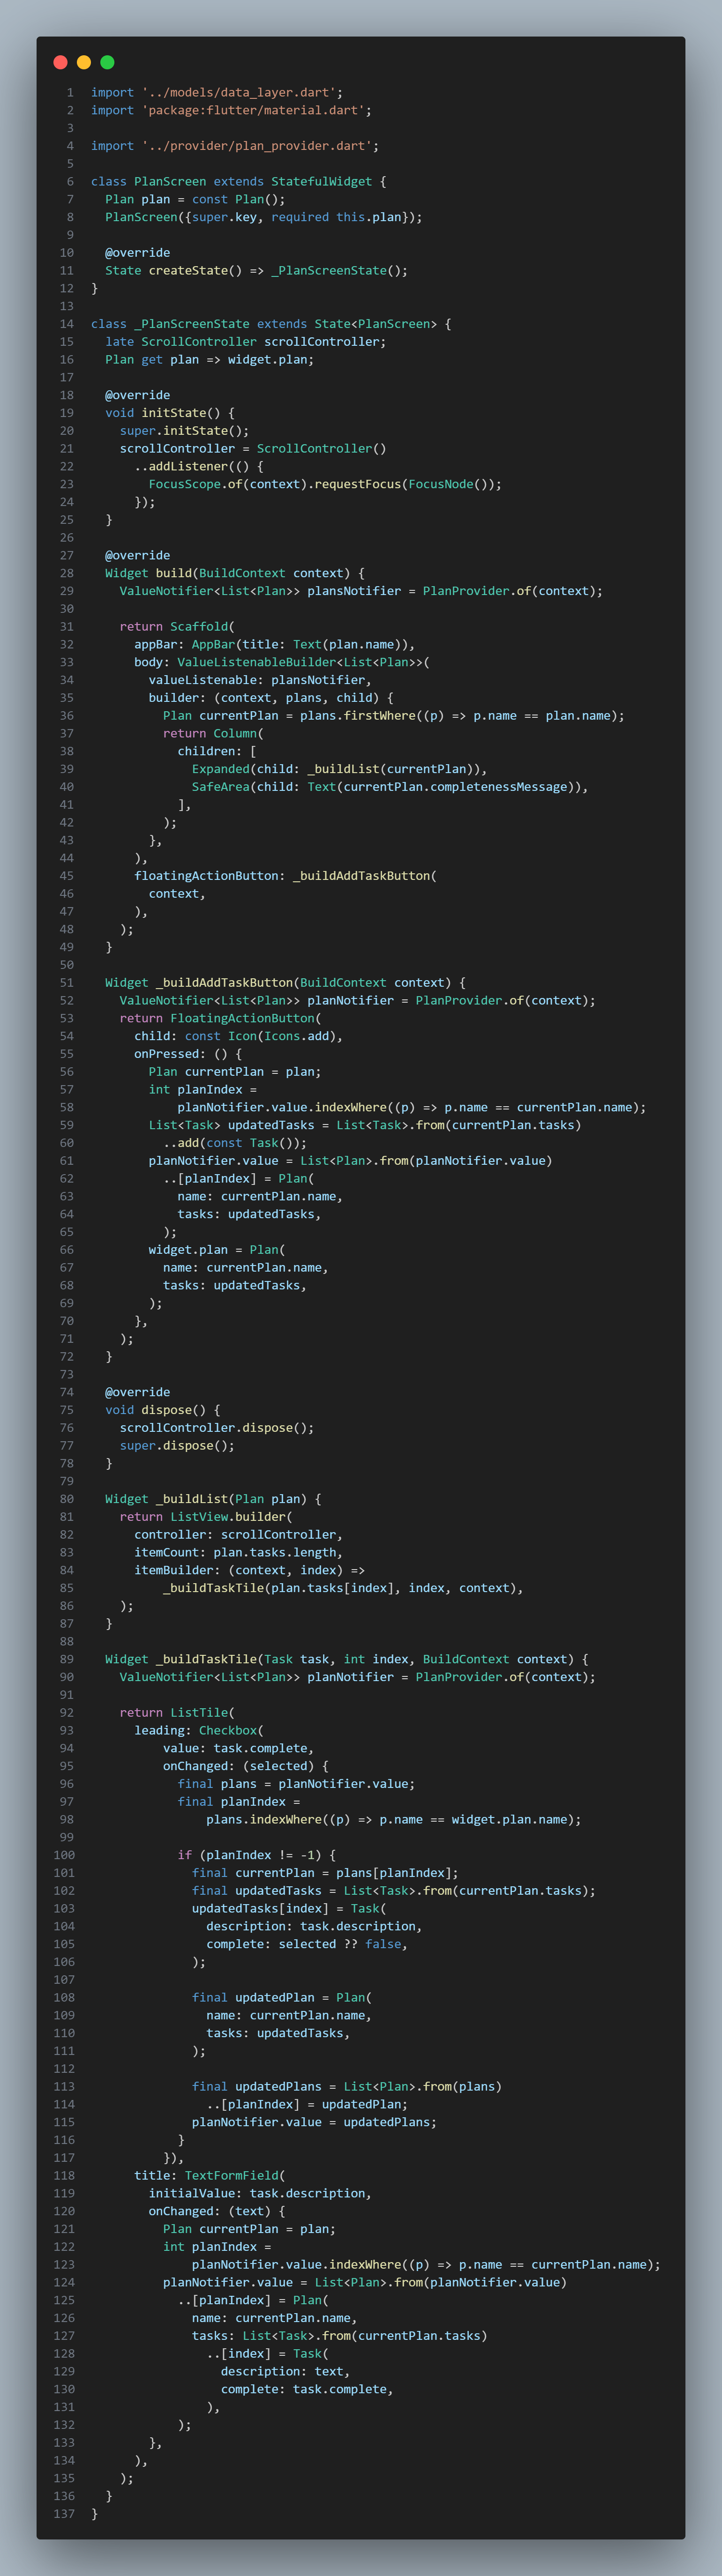 1 import '../models/data_layer.dart';
2 import 'package:flutter/material.dart';
3
4 import '../provider/plan_provider.dart';
5
6 class PlanScreen extends StatefulWidget {
7   Plan plan = const Plan();
8   PlanScreen({super.key, required this.plan});
9
10   @override
11   State createState() => _PlanScreenState();
12 }
13
14 class _PlanScreenState extends State<PlanScreen> {
15   late ScrollController scrollController;
16   Plan get plan => widget.plan;
17
18   @override
19   void initState() {
20     super.initState();
21     scrollController = ScrollController()
22       ..addListener(() {
23         FocusScope.of(context).requestFocus(FocusNode());
24       });
25   }
26
27   @override
28   Widget build(BuildContext context) {
29     ValueNotifier<List<Plan>> plansNotifier = PlanProvider.of(context);
30
31     return Scaffold(
32       appBar: AppBar(title: Text(plan.name)),
33       body: ValueListenableBuilder<List<Plan>>(
34         valueListenable: plansNotifier,
35         builder: (context, plans, child) {
36           Plan currentPlan = plans.firstWhere((p) => p.name == plan.name);
37           return Column(
38             children: [
39               Expanded(child: _buildList(currentPlan)),
40               SafeArea(child: Text(currentPlan.completenessMessage)),
41             ],
42           );
43         },
44       ),
45       floatingActionButton: _buildAddTaskButton(
46         context,
47       ),
48     );
49   }
50
51   Widget _buildAddTaskButton(BuildContext context) {
52     ValueNotifier<List<Plan>> planNotifier = PlanProvider.of(context);
53     return FloatingActionButton(
54       child: const Icon(Icons.add),
55       onPressed: () {
56         Plan currentPlan = plan;
57         int planIndex =
58             planNotifier.value.indexWhere((p) => p.name == currentPlan.name);
59         List<Task> updatedTasks = List<Task>.from(currentPlan.tasks)
60           ..add(const Task());
61         planNotifier.value = List<Plan>.from(planNotifier.value)
62           ..[planIndex] = Plan(
63             name: currentPlan.name,
64             tasks: updatedTasks,
65           );
66         widget.plan = Plan(
67           name: currentPlan.name,
68           tasks: updatedTasks,
69         );
70       },
71     );
72   }
73
74   @override
75   void dispose() {
76     scrollController.dispose();
77     super.dispose();
78   }
79
80   Widget _buildList(Plan plan) {
81     return ListView.builder(
82       controller: scrollController,
83       itemCount: plan.tasks.length,
84       itemBuilder: (context, index) =>
85           _buildTaskTile(plan.tasks[index], index, context),
86     );
87   }
88
89   Widget _buildTaskTile(Task task, int index, BuildContext context) {
90     ValueNotifier<List<Plan>> planNotifier = PlanProvider.of(context);
91
92     return ListTile(
93       leading: Checkbox(
94           value: task.complete,
95           onChanged: (selected) {
96             final plans = planNotifier.value;
97             final planIndex =
98                 plans.indexWhere((p) => p.name == widget.plan.name);
99
100             if (planIndex != -1) {
101               final currentPlan = plans[planIndex];
102               final updatedTasks = List<Task>.from(currentPlan.tasks);
103               updatedTasks[index] = Task(
104                 description: task.description,
105                 complete: selected ?? false,
106               );
107
108               final updatedPlan = Plan(
109                 name: currentPlan.name,
110                 tasks: updatedTasks,
111               );
112
113               final updatedPlans = List<Plan>.from(plans)
114                 ..[planIndex] = updatedPlan;
115               planNotifier.value = updatedPlans;
116             }
117           }),
118       title: TextFormField(
119         initialValue: task.description,
120         onChanged: (text) {
121           Plan currentPlan = plan;
122           int planIndex =
123               planNotifier.value.indexWhere((p) => p.name == currentPlan.name);
124           planNotifier.value = List<Plan>.from(planNotifier.value)
125             ..[planIndex] = Plan(
126               name: currentPlan.name,
127               tasks: List<Task>.from(currentPlan.tasks)
128                 ..[index] = Task(
129                   description: text,
130                   complete: task.complete,
131                 ),
132             );
133         },
134       ),
135     );
136   }
137 }